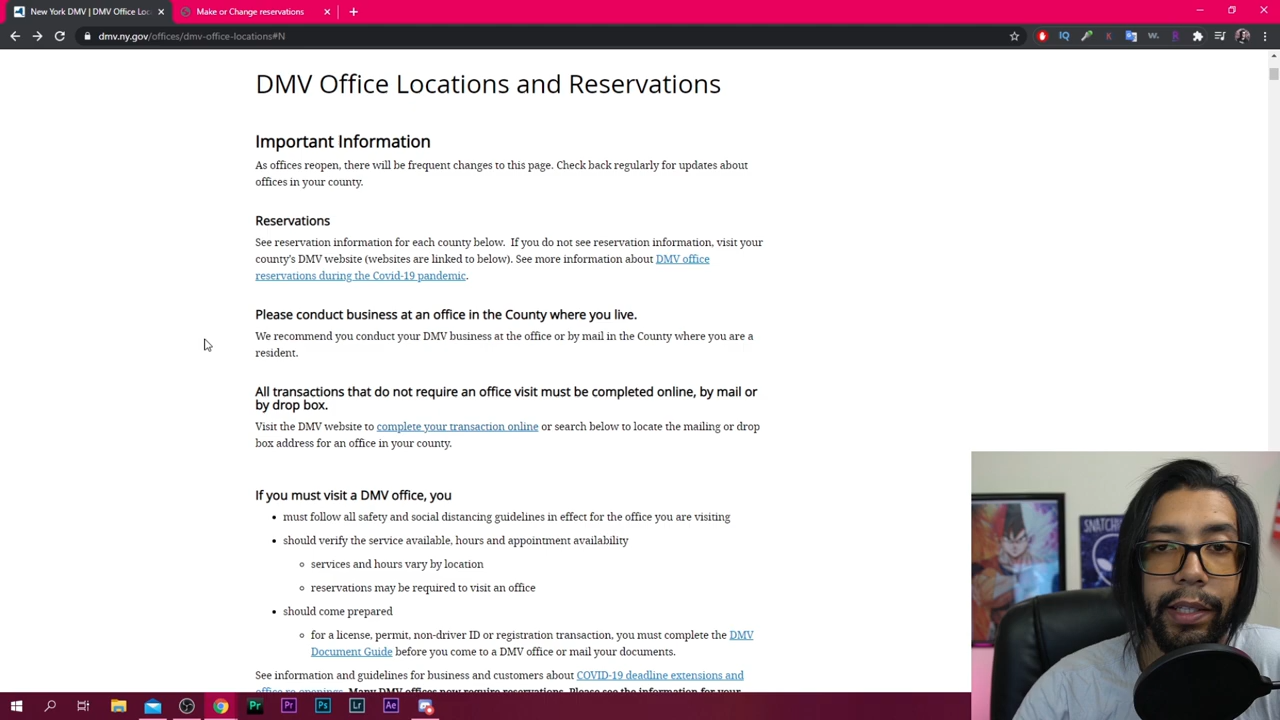 New York DMV | DMV Office Loc
Make or Change reservations
dmv.ny.gov/offices/dmv-office-locations#N
DMV Office Locations and Reservations
Important Information
As offices reopen, there will be frequent changes to this page. Check back regularly for updates about
offices in your county.
Reservations
See reservation information for each county below. If you do not see reservation information, visit your
county's DMV website (websites are linked to below). See more information about DMV office
reservations during the Covid-19 pandemic.
Please conduct business at an office in the County where you live.
We recommend you conduct your DMV business at the office or by mail in the County where you are a
resident.
All transactions that do not require an office visit must be completed online, by mail or
by drop box.
Visit the DMV website to complete your transaction online or search below to locate the mailing or drop
box address for an office in your county.
If you must visit a DMV office, you
• must follow all safety and social distancing guidelines in effect for the office you are visiting
• should verify the service available, hours and appointment availability
○ services and hours vary by location
○ reservations may be required to visit an office
• should come prepared
○ for a license, permit, non-driver ID or registration transaction, you must complete the DMV
Document Guide before you come to a DMV office or mail your documents.
See information and guidelines for business and customers about COVID-19 deadline extensions and
office re-openings. Many DMV offices now require reservations. Please see the information for your
Pr Pr Ps Lr Ae